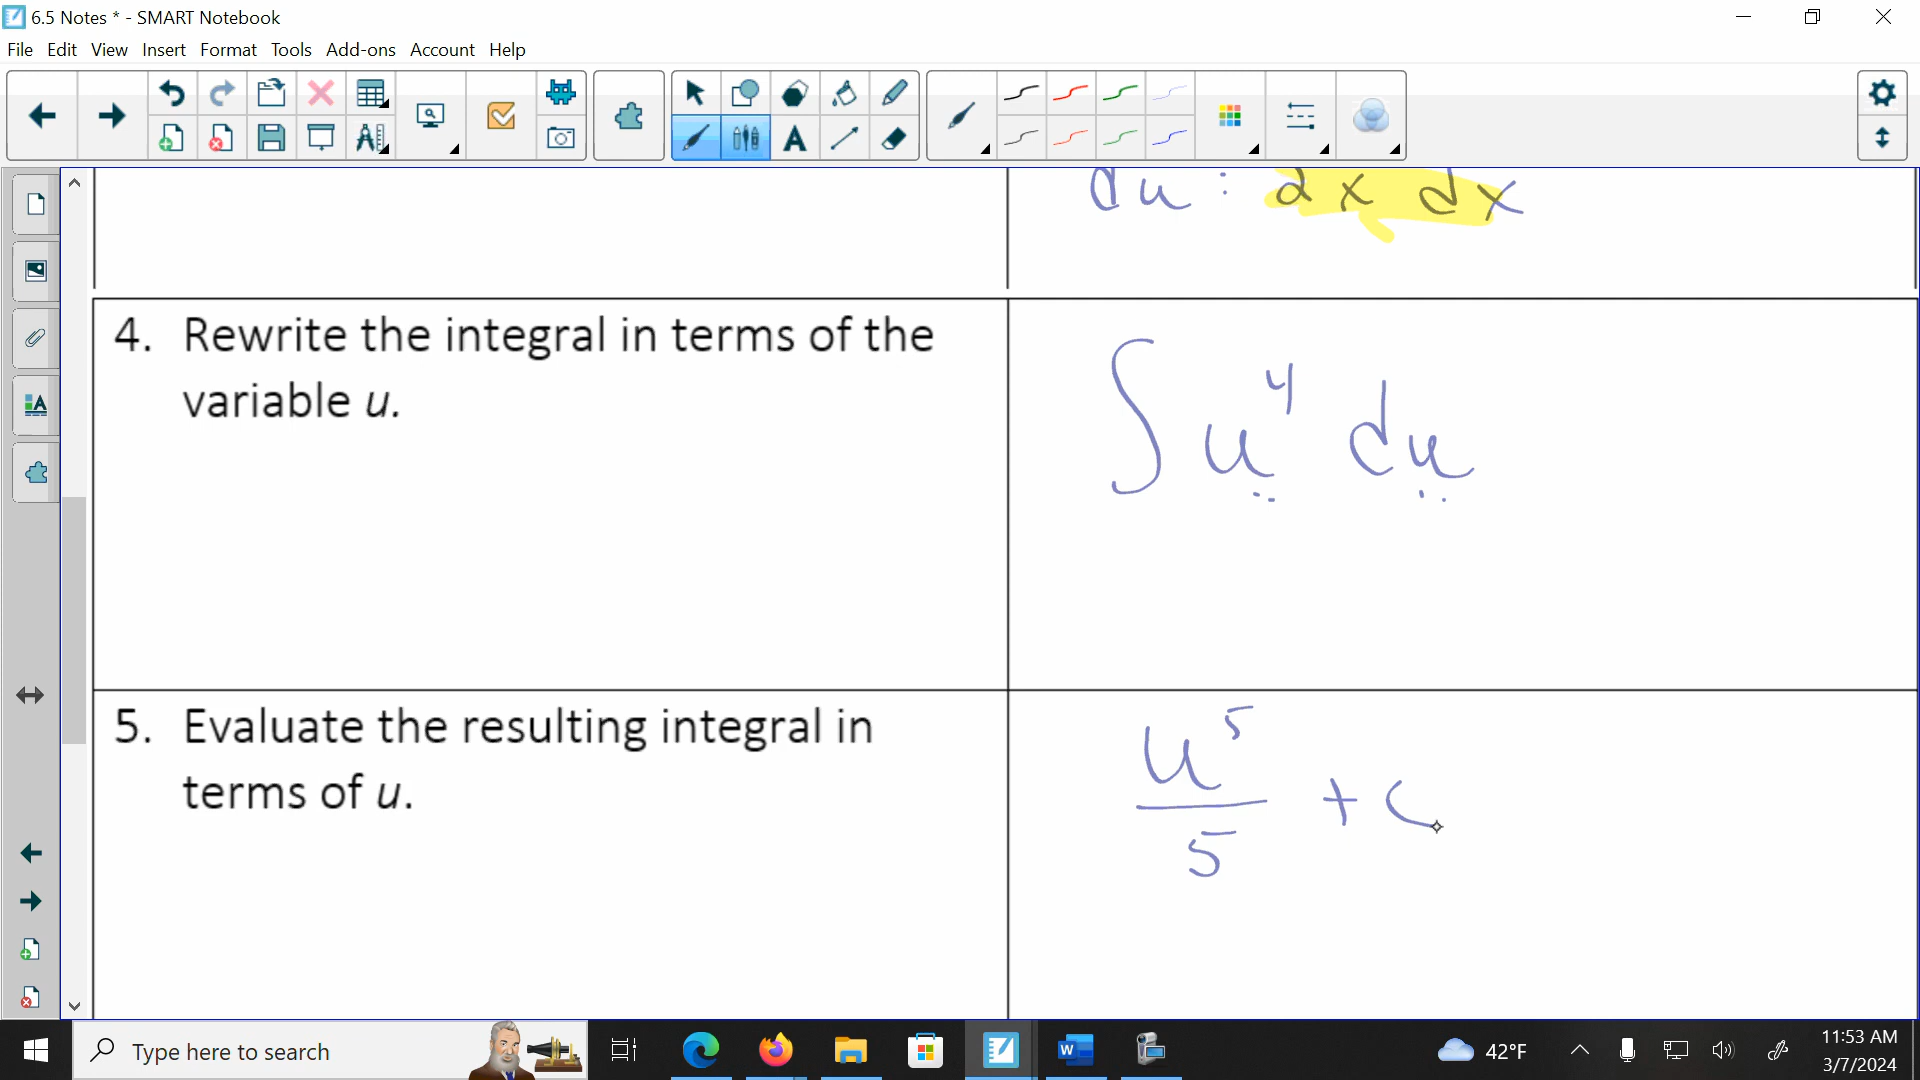 6.5 Notes * - SMART Notebook
File Edit View Insert Format Tools Add-ons Account Help
du : 2x dx
4. Rewrite the integral in terms of the
variable u.
∫ u⁴ du
5. Evaluate the resulting integral in
terms of u.
u⁵
5
+ C
Type here to search
42°F
11:53 AM
3/7/2024